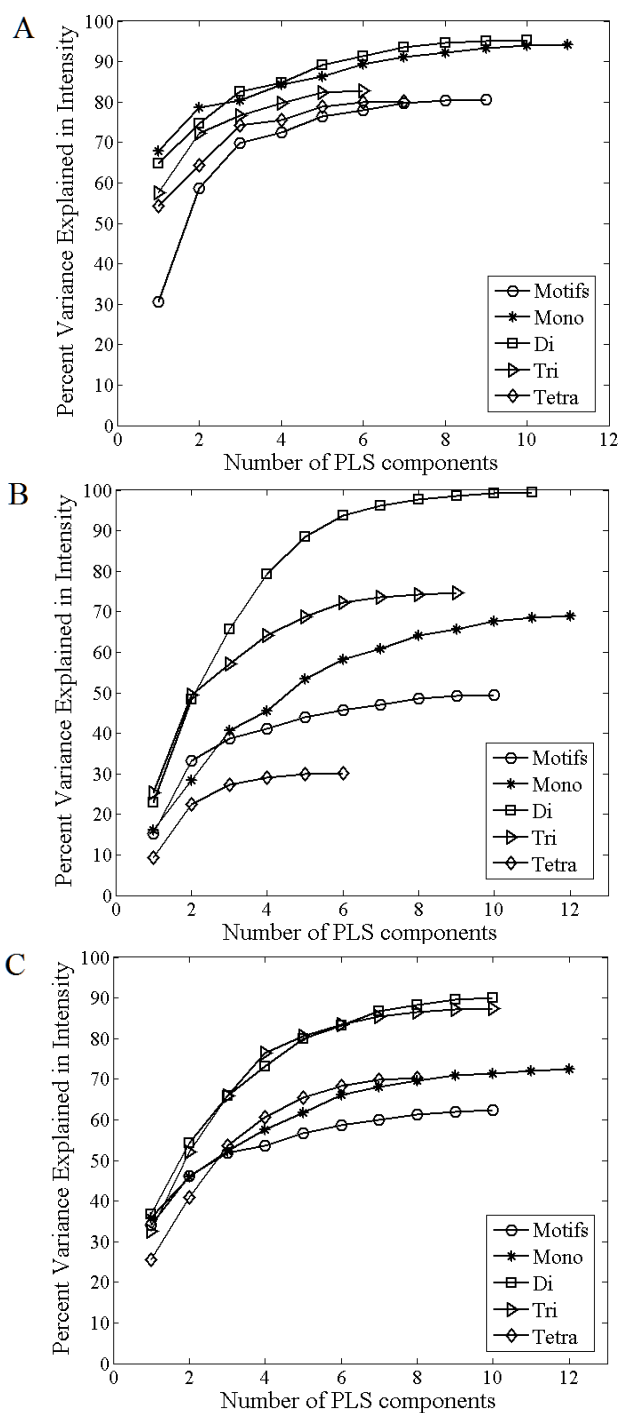 A
Percent Variance Explained in Intensity
100
90
80
70
60
50
40
30
20
10
0
0 2 4 6 8 10 12
Number of PLS components
Motifs
Mono
Di
Tri
Tetra
B
Percent Variance Explained in Intensity
100
90
80
70
60
50
40
30
20
10
0
0 2 4 6 8 10 12
Number of PLS components
Motifs
Mono
Di
Tri
Tetra
C
Percent Variance Explained in Intensity
100
90
80
70
60
50
40
30
20
10
0
0 2 4 6 8 10 12
Number of PLS components
Motifs
Mono
Di
Tri
Tetra